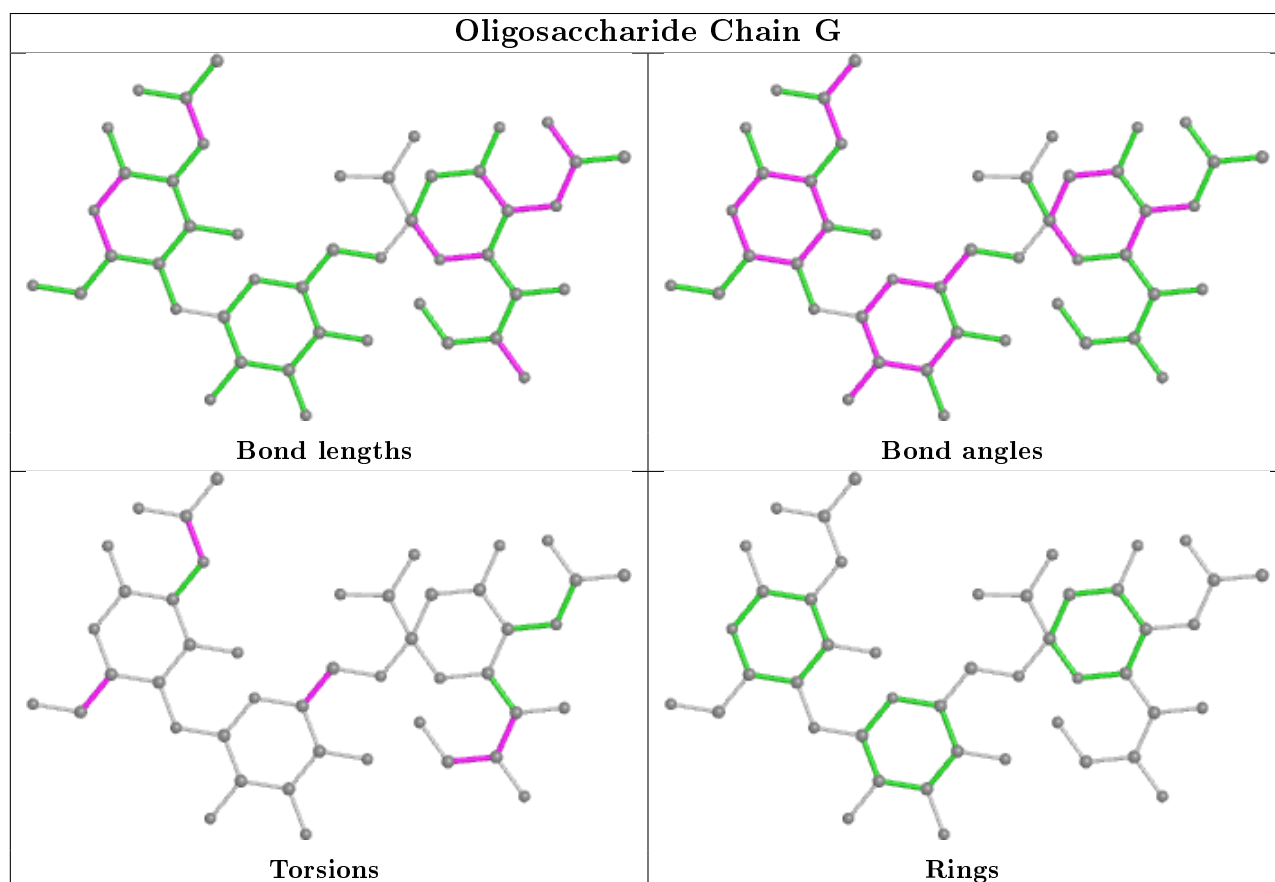 Oligosaccharide Chain G
Bond lengths
Bond angles
Torsions
Rings